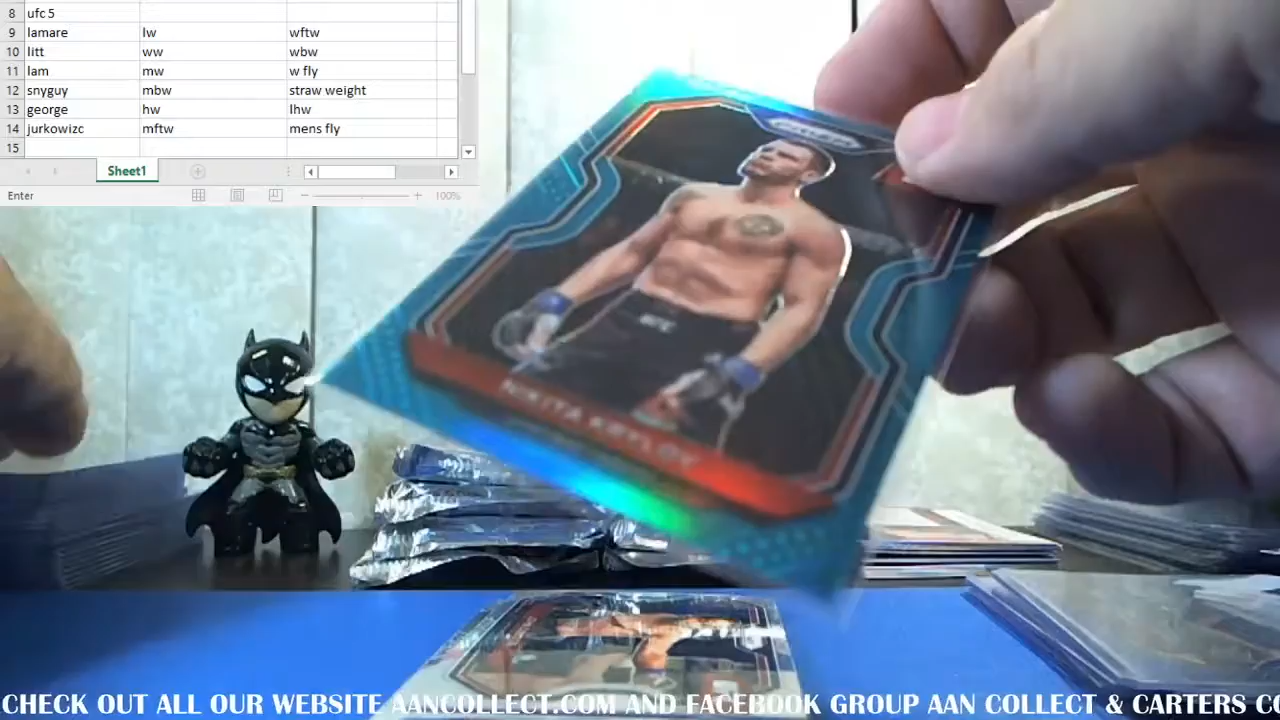 8 ufc 5
9 lamare lw wftw
10 litt ww wbw
11 lam mw w fly
12 snyguy mbw straw weight
13 george hw lhw
14 jurkowizc mftw mens fly
15
Sheet1
Enter 100%
PRIZM
UFC
NIKITA KRYLOV
CHECK OUT ALL OUR WEBSITE AANCOLLECT.COM AND FACEBOOK GROUP AAN COLLECT & CARTERS CO